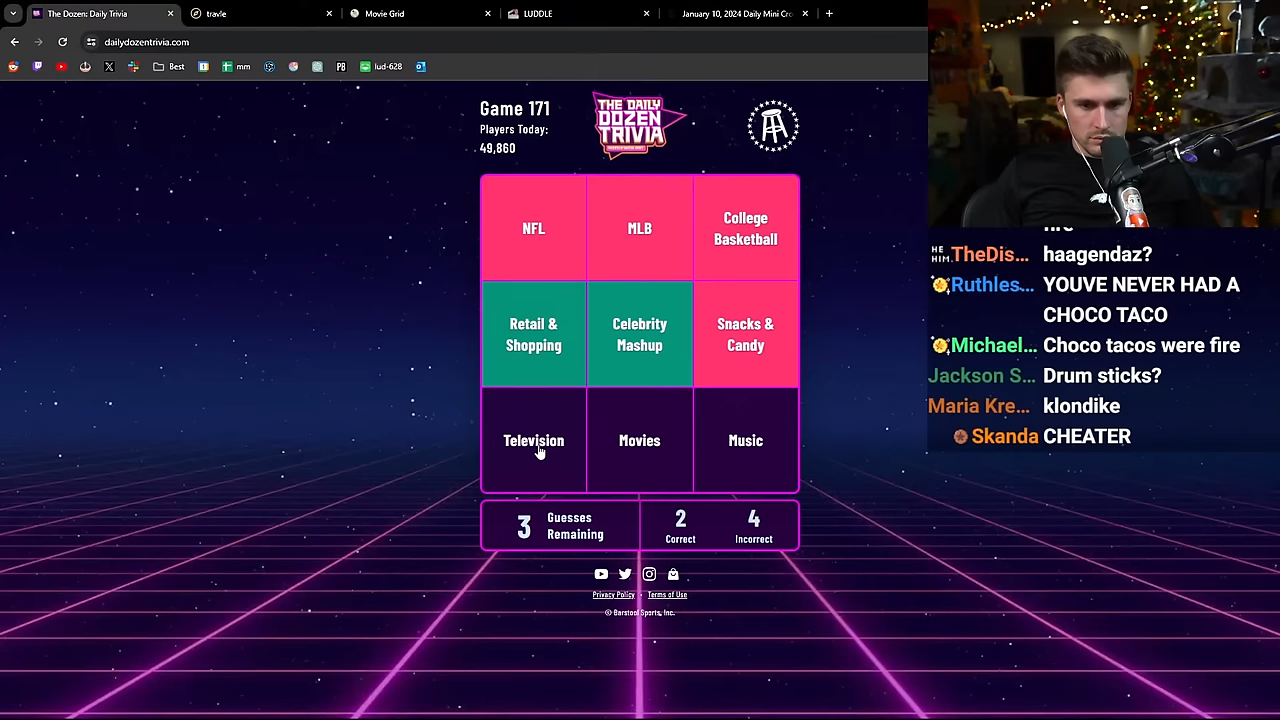 The Dozen: Daily Trivia
travle
Movie Grid
LUDDLE
January 10, 2024 Daily Mini Cro
dailydozentrivia.com
Best
mm
iud-628
Game 171
Players Today:
49,860
THE DAILY
DOZEN
TRIVIA
NFL
MLB
College
Basketball
Retail &
Shopping
Celebrity
Mashup
Snacks &
Candy
Television
Movies
Music
3
Guesses
Remaining
2
Correct
4
Incorrect
Privacy Policy
Terms of Use
© Barstool Sports, Inc.
HE
HIM.
TheDis... haagendaz?
Ruthles... YOUVE NEVER HAD A
CHOCO TACO
Michael... Choco tacos were fire
Jackson S... Drum sticks?
Maria Kre... klondike
Skanda CHEATER